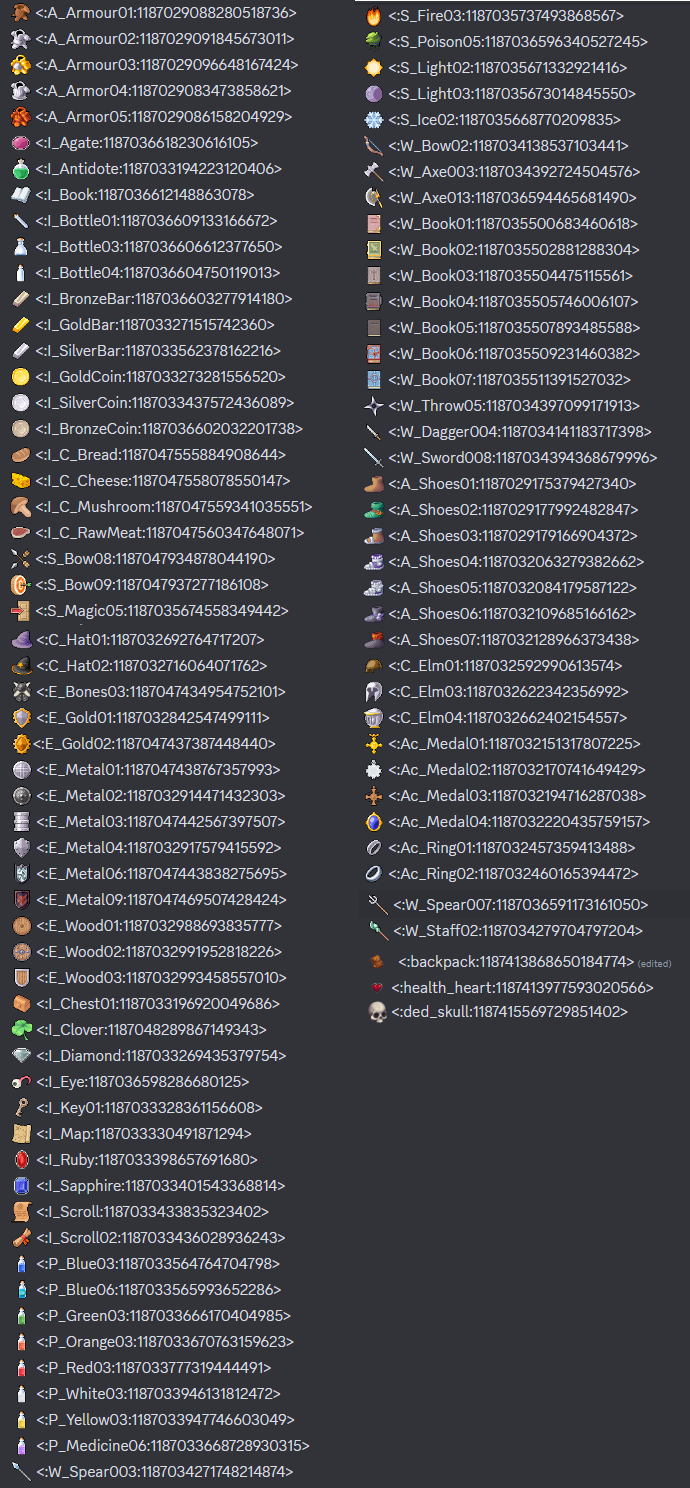 <:A_Armour01:1187029088280518736>
<:A_Armour02:1187029091845673011>
<:A_Armour03:1187029096648167424>
<:A_Armor04:1187029083473858621>
<:A_Armor05:1187029086158204929>
<:I_Agate:1187036618230616105>
<:I_Antidote:1187033194223120406>
<:I_Book:1187036612148863078>
<:I_Bottle01:1187036609133166672>
<:I_Bottle03:1187036606612377650>
<:I_Bottle04:1187036604750119013>
<:I_BronzeBar:1187036603277914180>
<:I_GoldBar:1187033271515742360>
<:I_SilverBar:1187033562378162216>
<:I_GoldCoin:1187033273281556520>
<:I_SilverCoin:1187033437572436089>
<:I_BronzeCoin:1187036602032201738>
<:I_C_Bread:1187047555884908644>
<:I_C_Cheese:1187047558078550147>
<:I_C_Mushroom:1187047559341035551>
<:I_C_RawMeat:1187047560347648071>
<:S_Bow08:1187047934878044190>
<:S_Bow09:1187047937277186108>
<:S_Magic05:1187035674558349442>
<:C_Hat01:1187032692764717207>
<:C_Hat02:1187032716064071762>
<:E_Bones03:1187047434954752101>
<:E_Gold01:1187032842547499111>
<:E_Gold02:1187047437387448440>
<:E_Metal01:1187047438767357993>
<:E_Metal02:1187032914471432303>
<:E_Metal03:1187047442567397507>
<:E_Metal04:1187032917579415592>
<:E_Metal06:1187047443838275695>
<:E_Metal09:1187047469507428424>
<:E_Wood01:1187032988693835777>
<:E_Wood02:1187032991952818226>
<:E_Wood03:1187032993458557010>
<:I_Chest01:1187033196920049686>
<:I_Clover:1187048289867149343>
<:I_Diamond:1187033269435379754>
<:I_Eye:1187036598286680125>
<:I_Key01:1187033328361156608>
<:I_Map:1187033330491871294>
<:I_Ruby:1187033398657691680>
<:I_Sapphire:1187033401543368814>
<:I_Scroll:1187033433835323402>
<:I_Scroll02:1187033436028936243>
<:P_Blue03:1187033564764704798>
<:P_Blue06:1187033565993652286>
<:P_Green03:1187033666170404985>
<:P_Orange03:1187033670763159623>
<:P_Red03:1187033777319444491>
<:P_White03:1187033946131812472>
<:P_Yellow03:1187033947746603049>
<:P_Medicine06:1187033668728930315>
<:W_Spear003:1187034271748214874>
<:S_Fire03:1187035737493868567>
<:S_Poison05:1187036596340527245>
<:S_Light02:1187035671332921416>
<:S_Light03:1187035673014845550>
<:S_Ice02:1187035668770209835>
<:W_Bow02:1187034138537103441>
<:W_Axe003:1187034392724504576>
<:W_Axe013:1187036594465681490>
<:W_Book01:1187035500683460618>
<:W_Book02:1187035502881288304>
<:W_Book03:1187035504475115561>
<:W_Book04:1187035505746006107>
<:W_Book05:1187035507893485588>
<:W_Book06:1187035509231460382>
<:W_Book07:1187035511391527032>
<:W_Throw05:1187034397099171913>
<:W_Dagger004:1187034141183717398>
<:W_Sword008:1187034394368679996>
<:A_Shoes01:1187029175379427340>
<:A_Shoes02:1187029177992482847>
<:A_Shoes03:1187029179166904372>
<:A_Shoes04:1187032063279382662>
<:A_Shoes05:1187032084179587122>
<:A_Shoes06:1187032109685166162>
<:A_Shoes07:1187032128966373438>
<:C_Elm01:1187032592990613574>
<:C_Elm03:1187032622342356992>
<:C_Elm04:1187032662402154557>
<:Ac_Medal01:1187032151317807225>
<:Ac_Medal02:1187032170741649429>
<:Ac_Medal03:1187032194716287038>
<:Ac_Medal04:1187032220435759157>
<:Ac_Ring01:1187032457359413488>
<:Ac_Ring02:1187032460165394472>
<:W_Spear007:1187036591173161050>
<:W_Staff02:1187034279704797204>
<:backpack:1187413868650184774> (edited)
<:health_heart:1187413977593020566>
<:ded_skull:1187415569729851402>